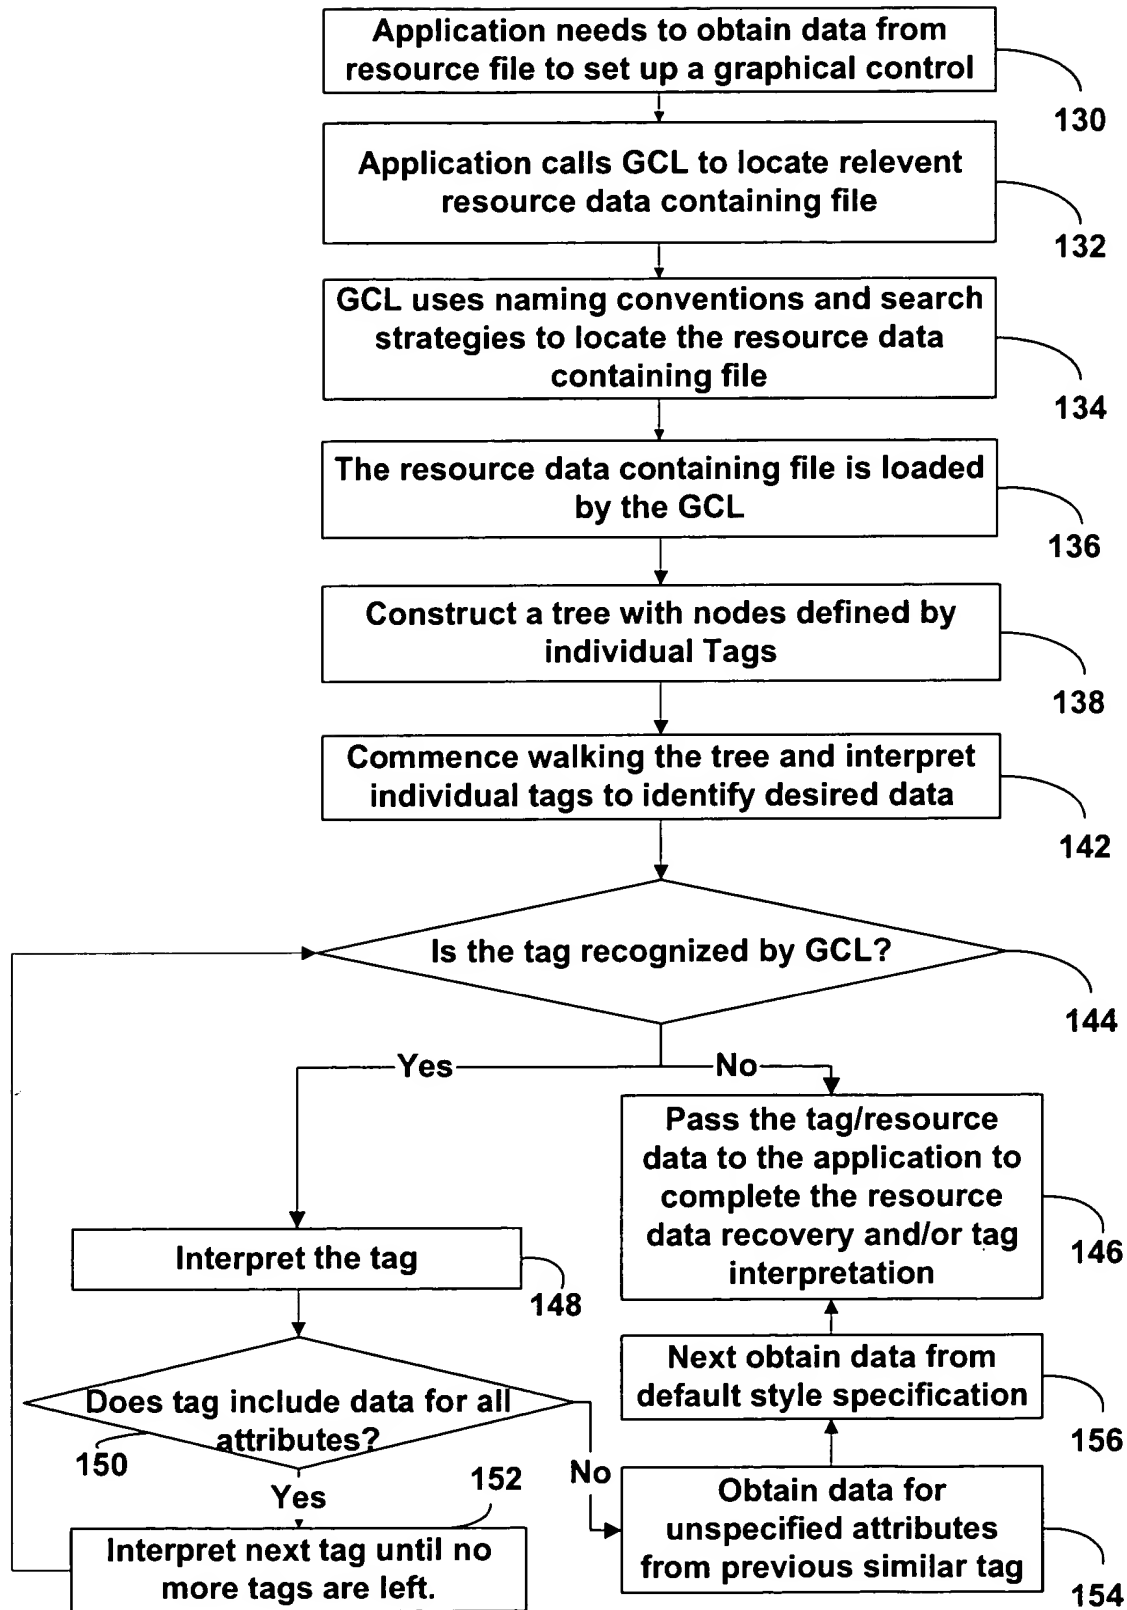 Application needs to obtain data from
resource file to set up a graphical control
130
Application calls GCL to locate relevent
resource data containing file
132
GCL uses naming conventions and search
strategies to locate the resource data
containing file
134
The resource data containing file is loaded
by the GCL
136
Construct a tree with nodes defined by
individual Tags
138
Commence walking the tree and interpret
individual tags to identify desired data
142
Is the tag recognized by GCL?
144
Yes
No
Pass the tag/resource
data to the application to
complete the resource
data recovery and/or tag
interpretation
146
Interpret the tag
148
Does tag include data for all
attributes?
150
Next obtain data from
default style specification
156
Yes
152
No
Obtain data for
unspecified attributes
from previous similar tag
154
Interpret next tag until no
more tags are left.